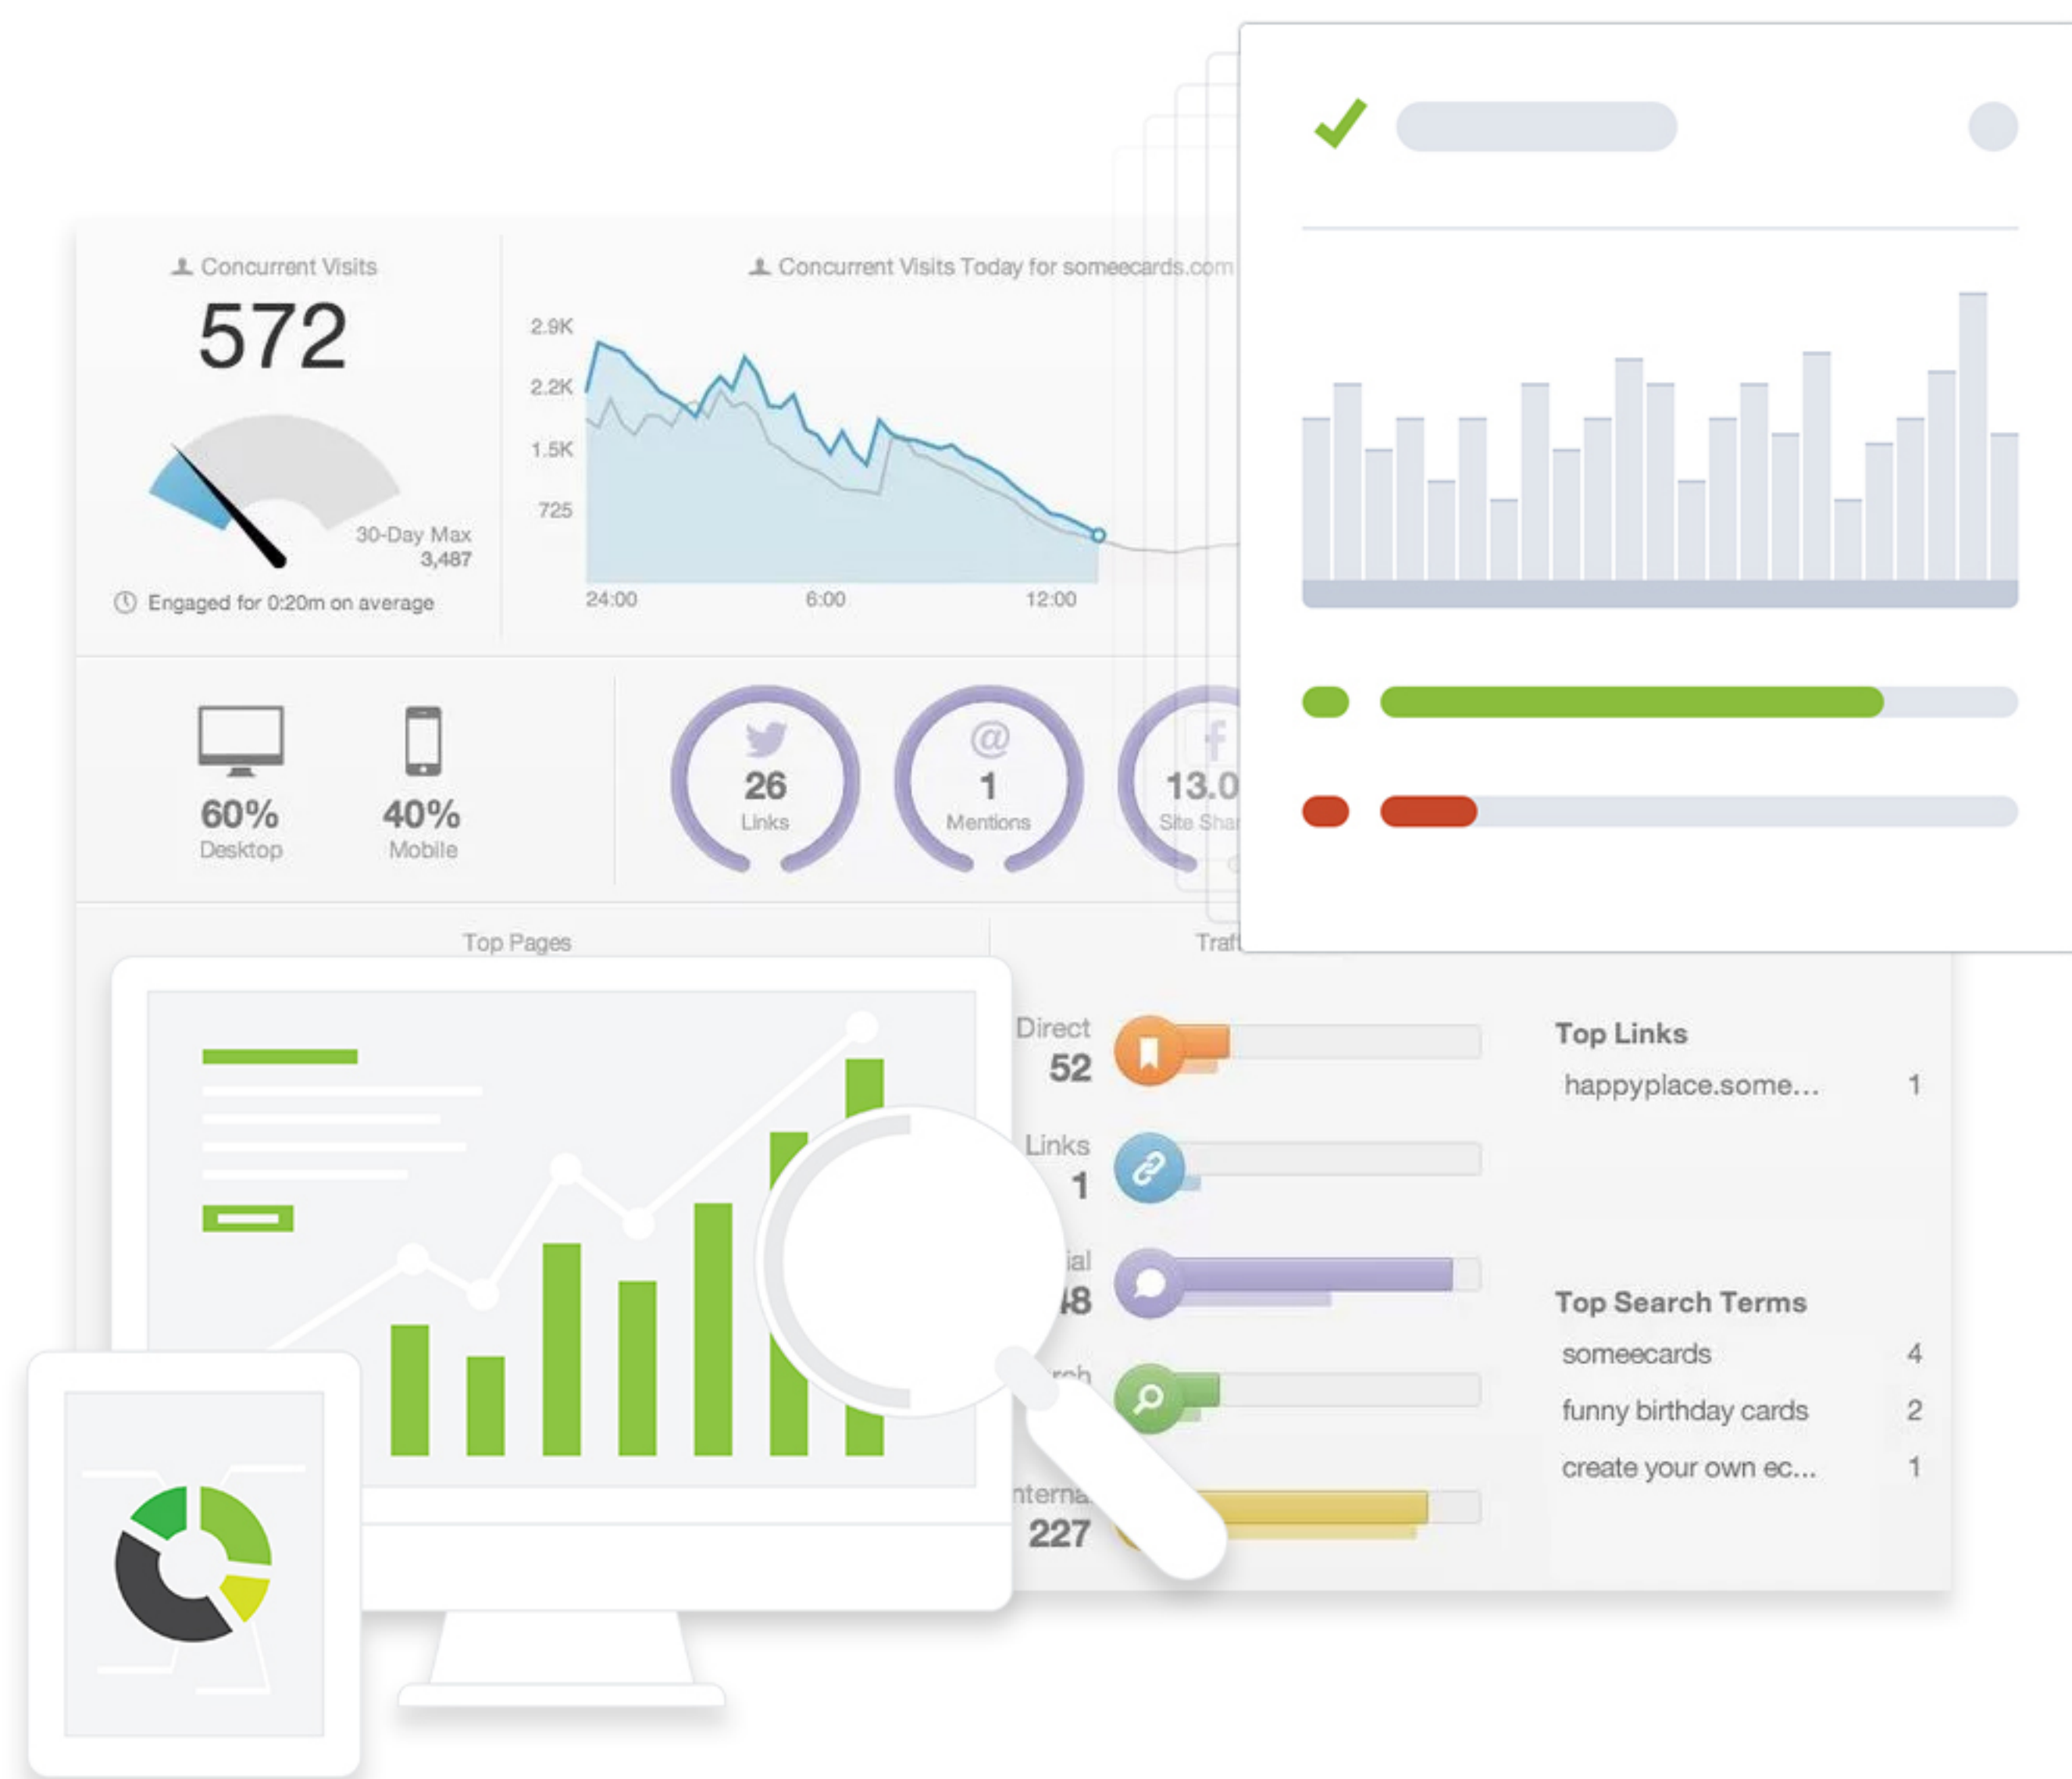 Concurrent Visits
572
30-Day Max
3,487
Engaged for 0:20m on average
Concurrent Visits Today for someecards.com
2.9K
2.2K
1.5K
725
24:00 6:00 12:00
60%
Desktop
40%
Mobile
26
Links
@
1
Mentions
f
13.0
Site
Top Pages
Direct
52
Links
1
227
Top Links
happyplace.some... 1
Top Search Terms
someecards 4
funny birthday cards 2
create your own ec... 1